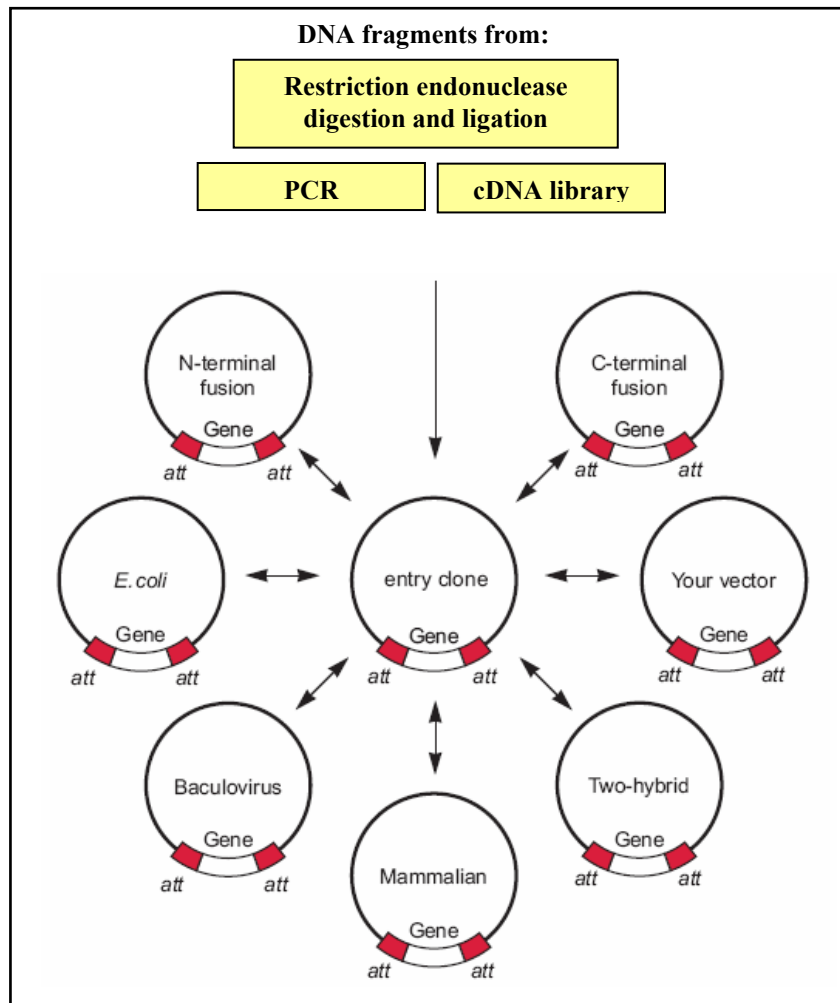 DNA fragments from:
Restriction endonuclease
digestion and ligation
PCR
cDNA library
N-terminal
fusion
Gene
att
att
C-terminal
fusion
Gene
att
att
E. coli
Gene
att
att
entry clone
Gene
att
att
Your vector
Gene
att
att
Baculovirus
Gene
att
att
Mammalian
Gene
att
att
Two-hybrid
Gene
att
att